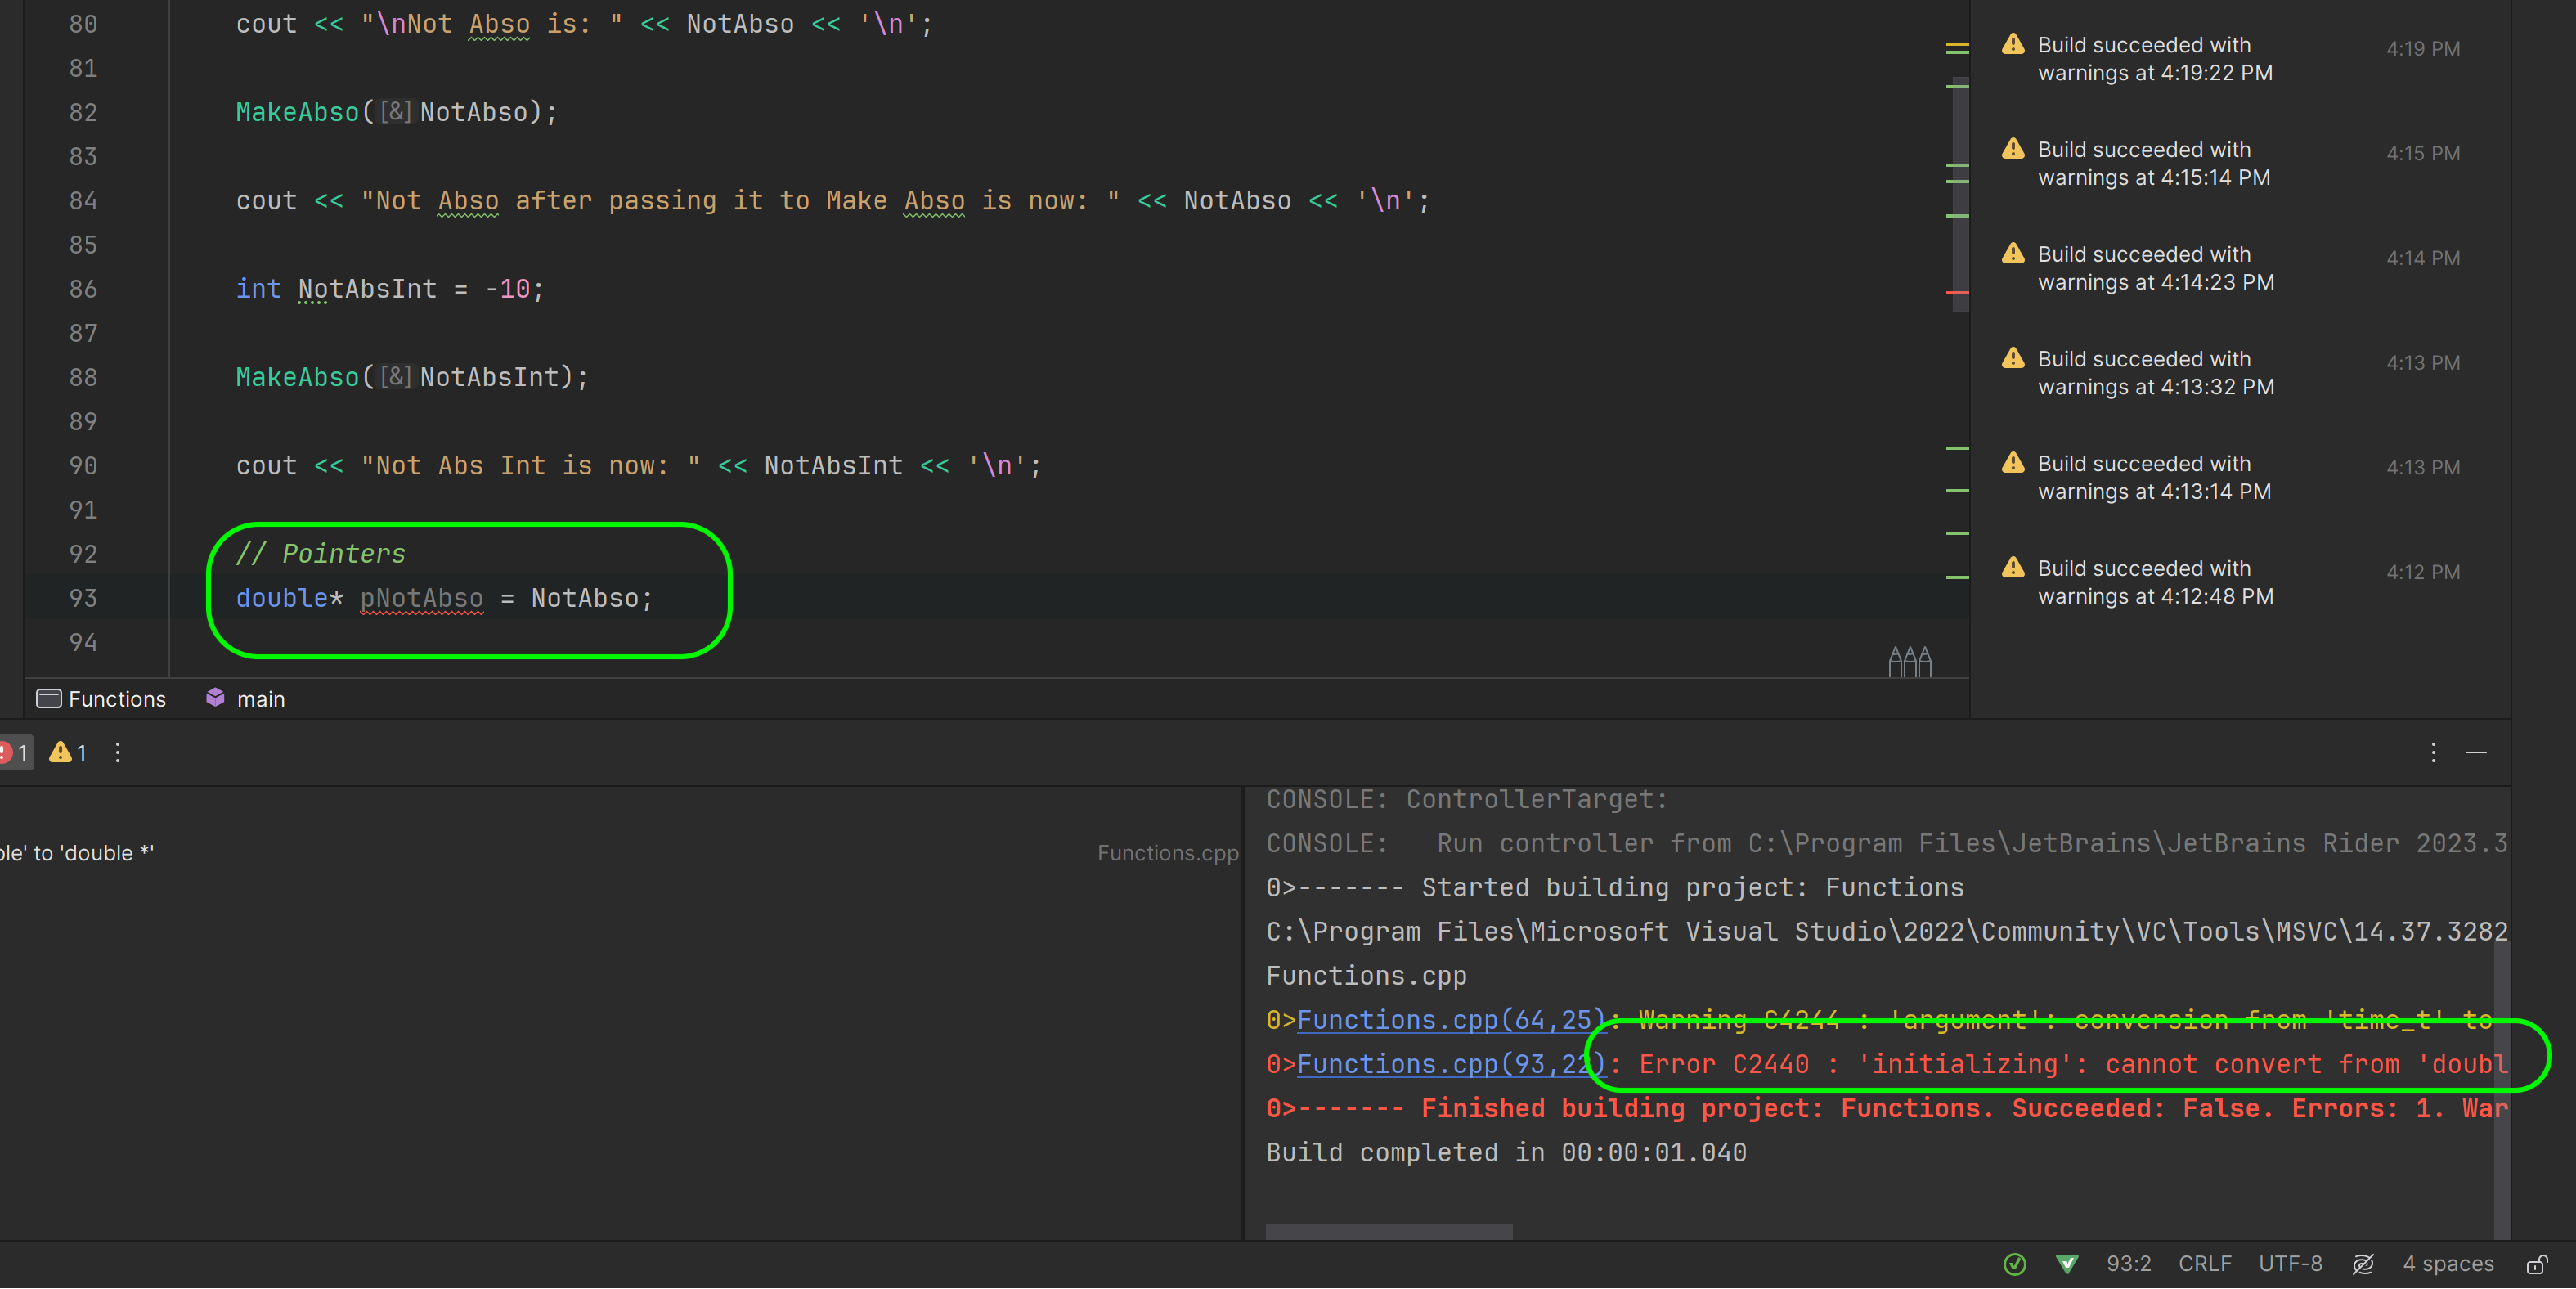 80 cout << "\nNot Abso is: " << NotAbso << '\n';
81
82 MakeAbso([&]NotAbso);
83
84 cout << "Not Abso after passing it to Make Abso is now: " << NotAbso << '\n';
85
86 int NotAbsInt = -10;
87
88 MakeAbso([&]NotAbsInt);
89
90 cout << "Not Abs Int is now: " << NotAbsInt << '\n';
91
92 // Pointers
93 double* pNotAbso = NotAbso;
94
Functions main
Build succeeded with 4:19 PM
warnings at 4:19:22 PM
Build succeeded with 4:15 PM
warnings at 4:15:14 PM
Build succeeded with 4:14 PM
warnings at 4:14:23 PM
Build succeeded with 4:13 PM
warnings at 4:13:32 PM
Build succeeded with 4:13 PM
warnings at 4:13:14 PM
Build succeeded with 4:12 PM
warnings at 4:12:48 PM
1 1
ble' to 'double *' Functions.cpp
CONSOLE: ControllerTarget:
CONSOLE:   Run controller from C:\Program Files\JetBrains\JetBrains Rider 2023.3
0>------- Started building project: Functions
C:\Program Files\Microsoft Visual Studio\2022\Community\VC\Tools\MSVC\14.37.3282
Functions.cpp
0>Functions.cpp(64,25): Warning C4244 : 'argument': conversion from 'time_t' to
0>Functions.cpp(93,22): Error C2440 : 'initializing': cannot convert from 'doubl
0>------- Finished building project: Functions. Succeeded: False. Errors: 1. War
Build completed in 00:00:01.040
93:2 CRLF UTF-8 4 spaces